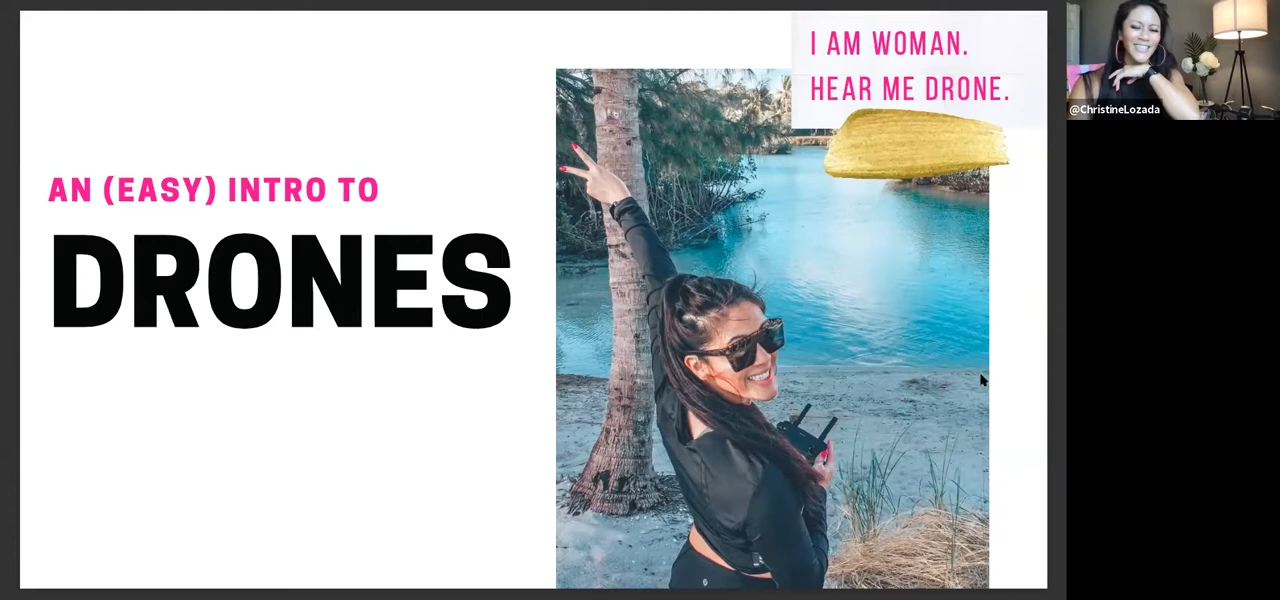 I AM WOMAN.
HEAR ME DRONE.
AN (EASY) INTRO TO
DRONES
@ChristineLozada